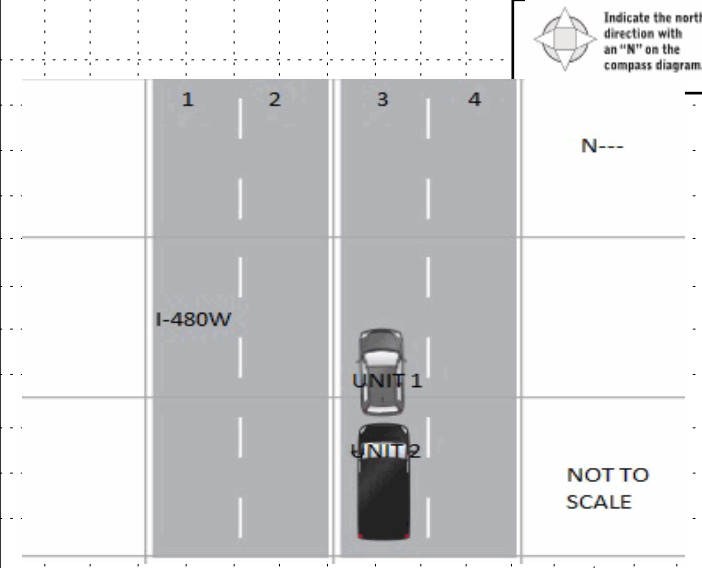 Indicate the north
direction with
an "N" on the
compass diagram.
1 2 3 4
N---
I-480W
UNIT 1
UNIT 2
NOT TO
SCALE